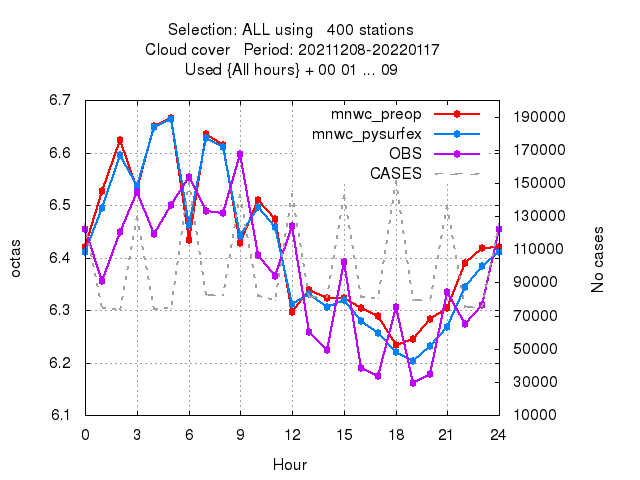 Selection: ALL using   400 stations
Cloud cover   Period: 20211208-20220117
Used {All hours} + 00 01 ... 09
6.7
6.6
6.5
6.4
6.3
6.2
6.1
octas
mnwc_preop
mnwc_pysurfex
OBS
CASES
190000
170000
150000
130000
110000
90000
70000
50000
30000
10000
No cases
0 3 6 9 12 15 18 21 24
Hour